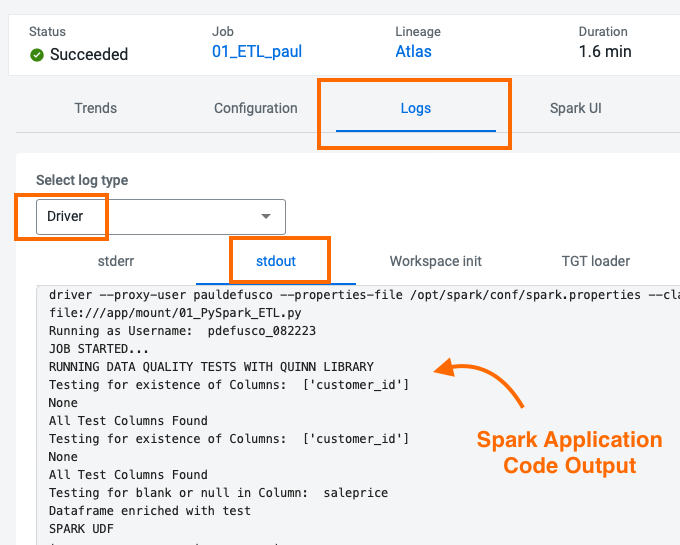 Status Job Lineage Duration
Succeeded 01_ETL_paul Atlas 1.6 min
Trends Configuration Logs Spark UI
Select log type
Driver
stderr stdout Workspace init TGT loader
driver --proxy-user pauldefusco --properties-file /opt/spark/conf/spark.properties
file:///app/mount/01_PySpark_ETL.py
Running as Username:  pdefusco_082223
JOB STARTED...
RUNNING DATA QUALITY TESTS WITH QUINN LIBRARY
Testing for existence of Columns:  ['customer_id']
None
All Test Columns Found
Testing for existence of Columns:  ['customer_id']
None
All Test Columns Found
Testing for blank or null in Column:  saleprice
Dataframe enriched with test
SPARK UDF
Spark Application
Code Output